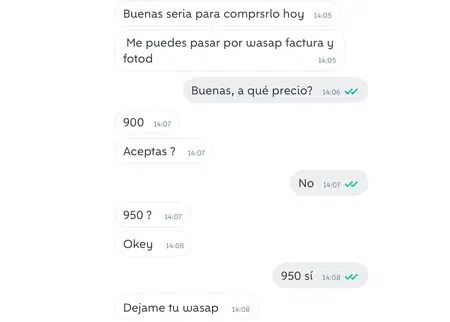 Buenas seria para comprsrlo hoy 14:05
Me puedes pasar por wasap factura y
fotod 14:05
Buenas, a qué precio? 14:06
900 14:07
Aceptas ? 14:07
No 14:07
950 ? 14:07
Okey 14:08
950 sí 14:08
Dejame tu wasap 14:08